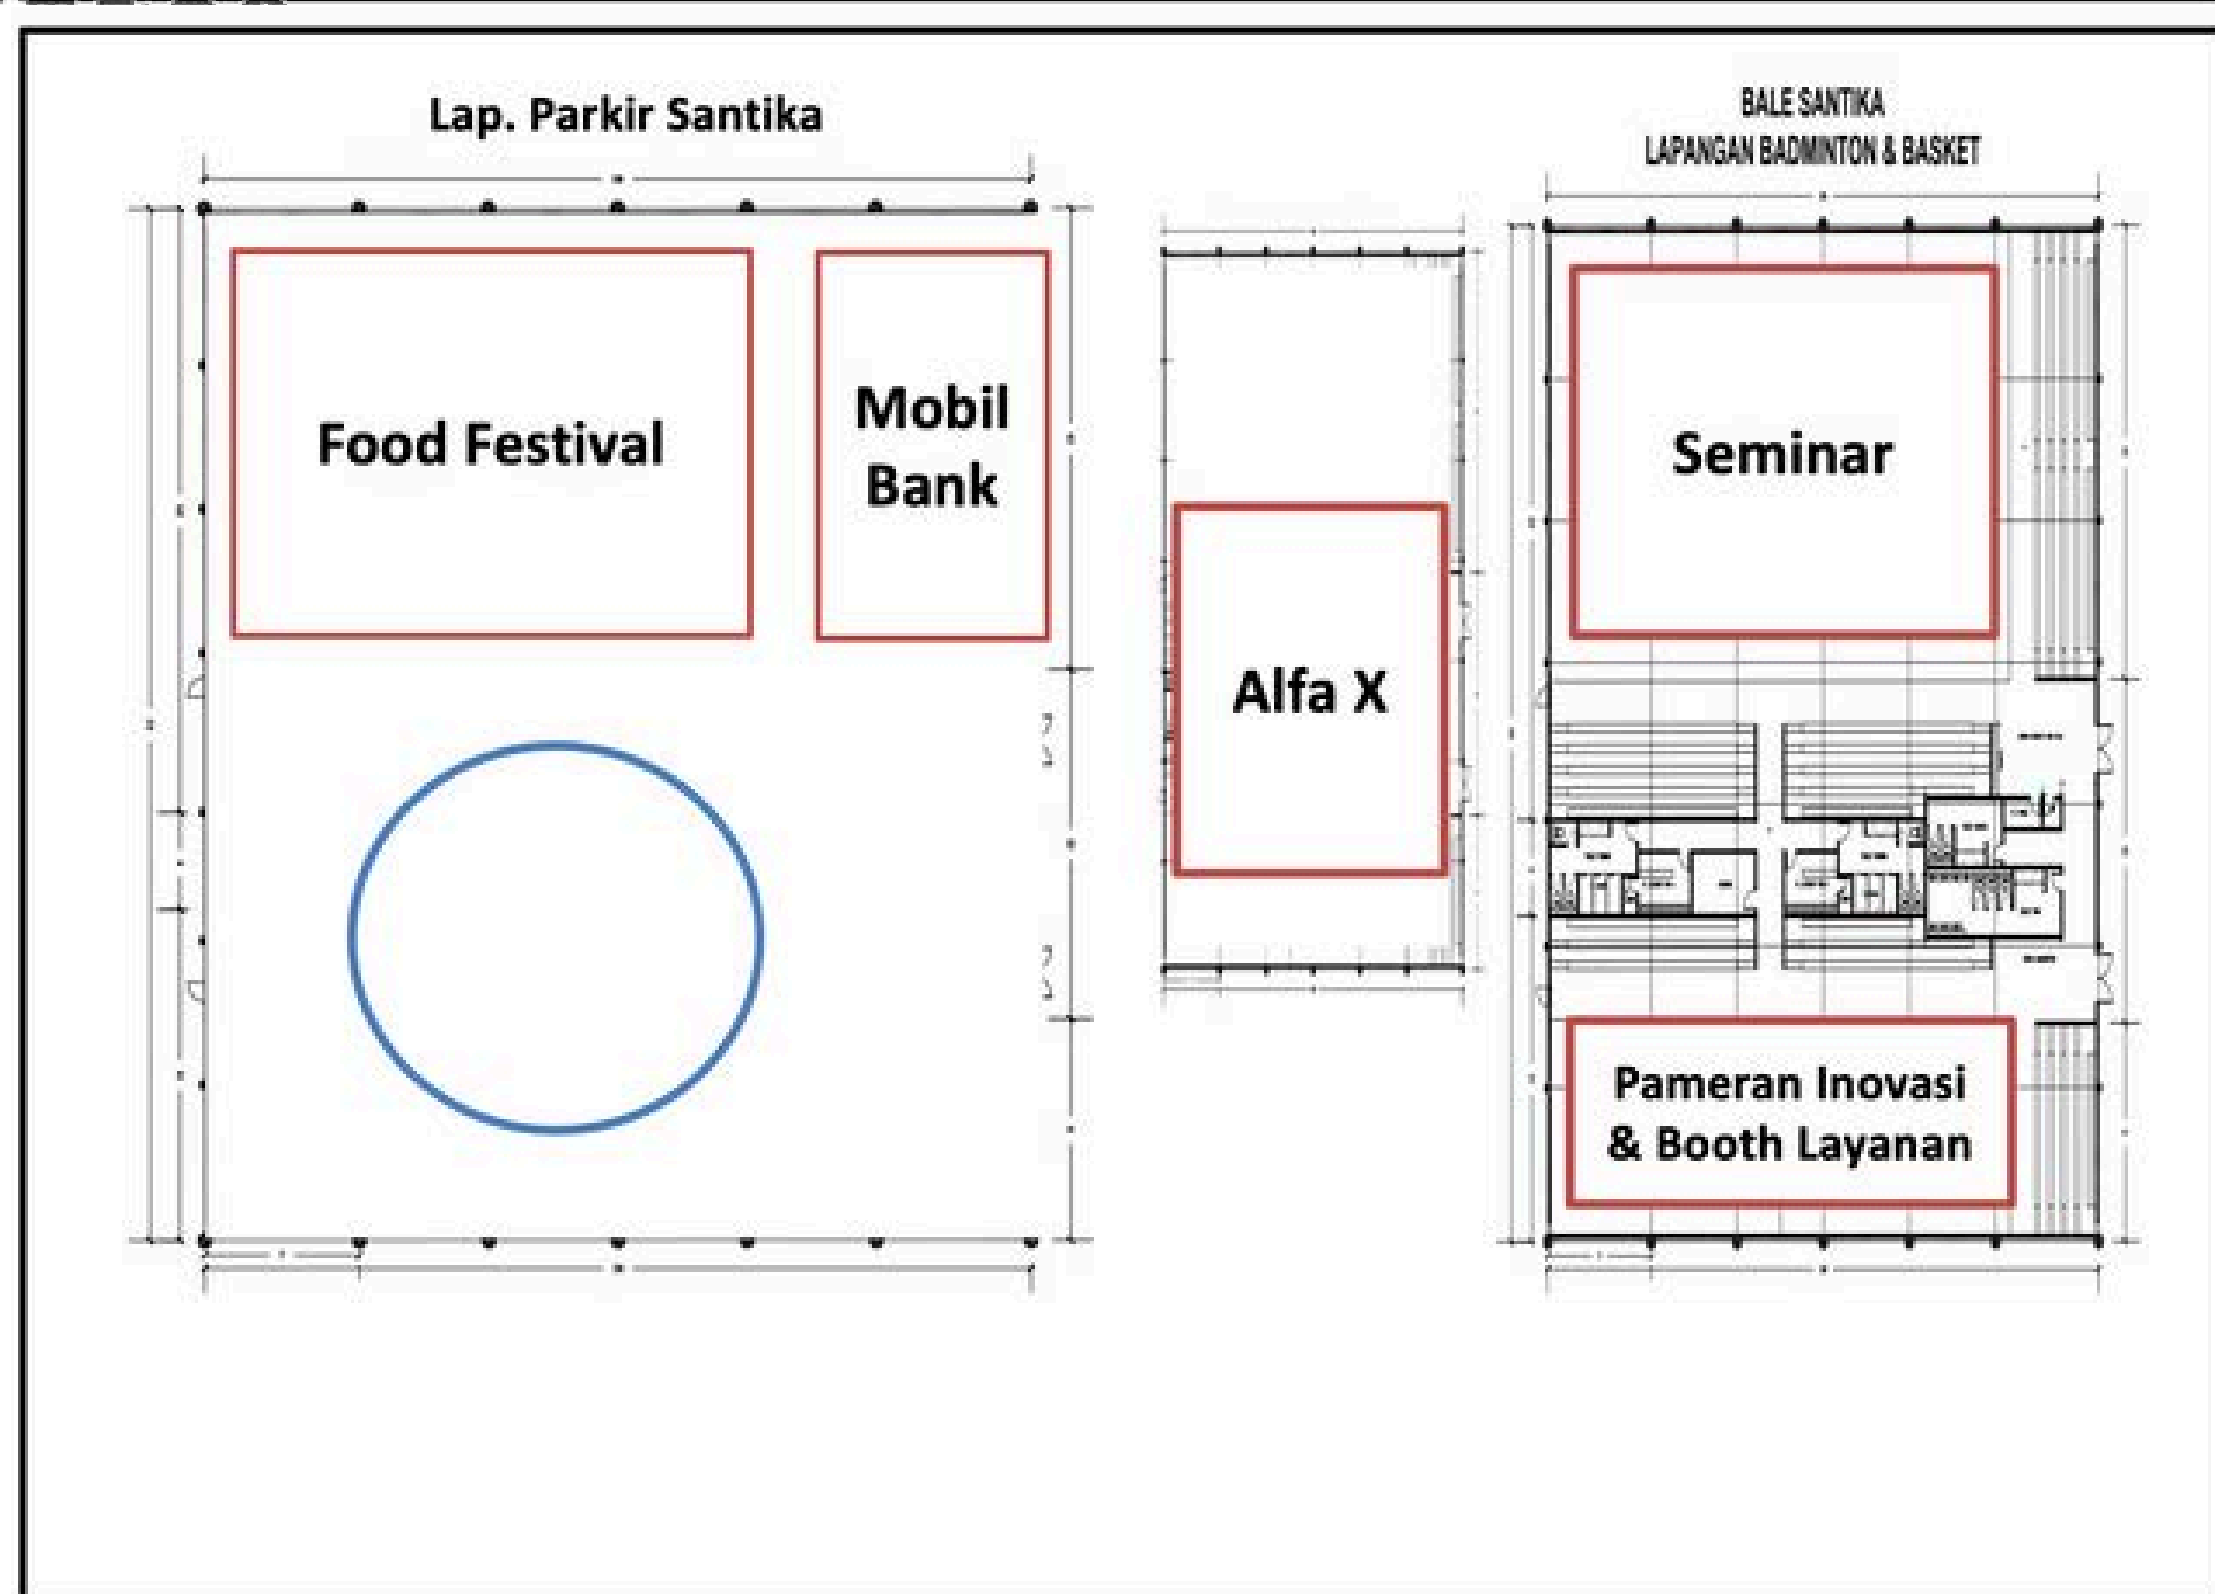 Lap. Parkir Santika
Food Festival
Mobil
Bank
Alfa X
BALE SANTIKA
LAPANGAN BADMINTON & BASKET
Seminar
Pameran Inovasi
& Booth Layanan